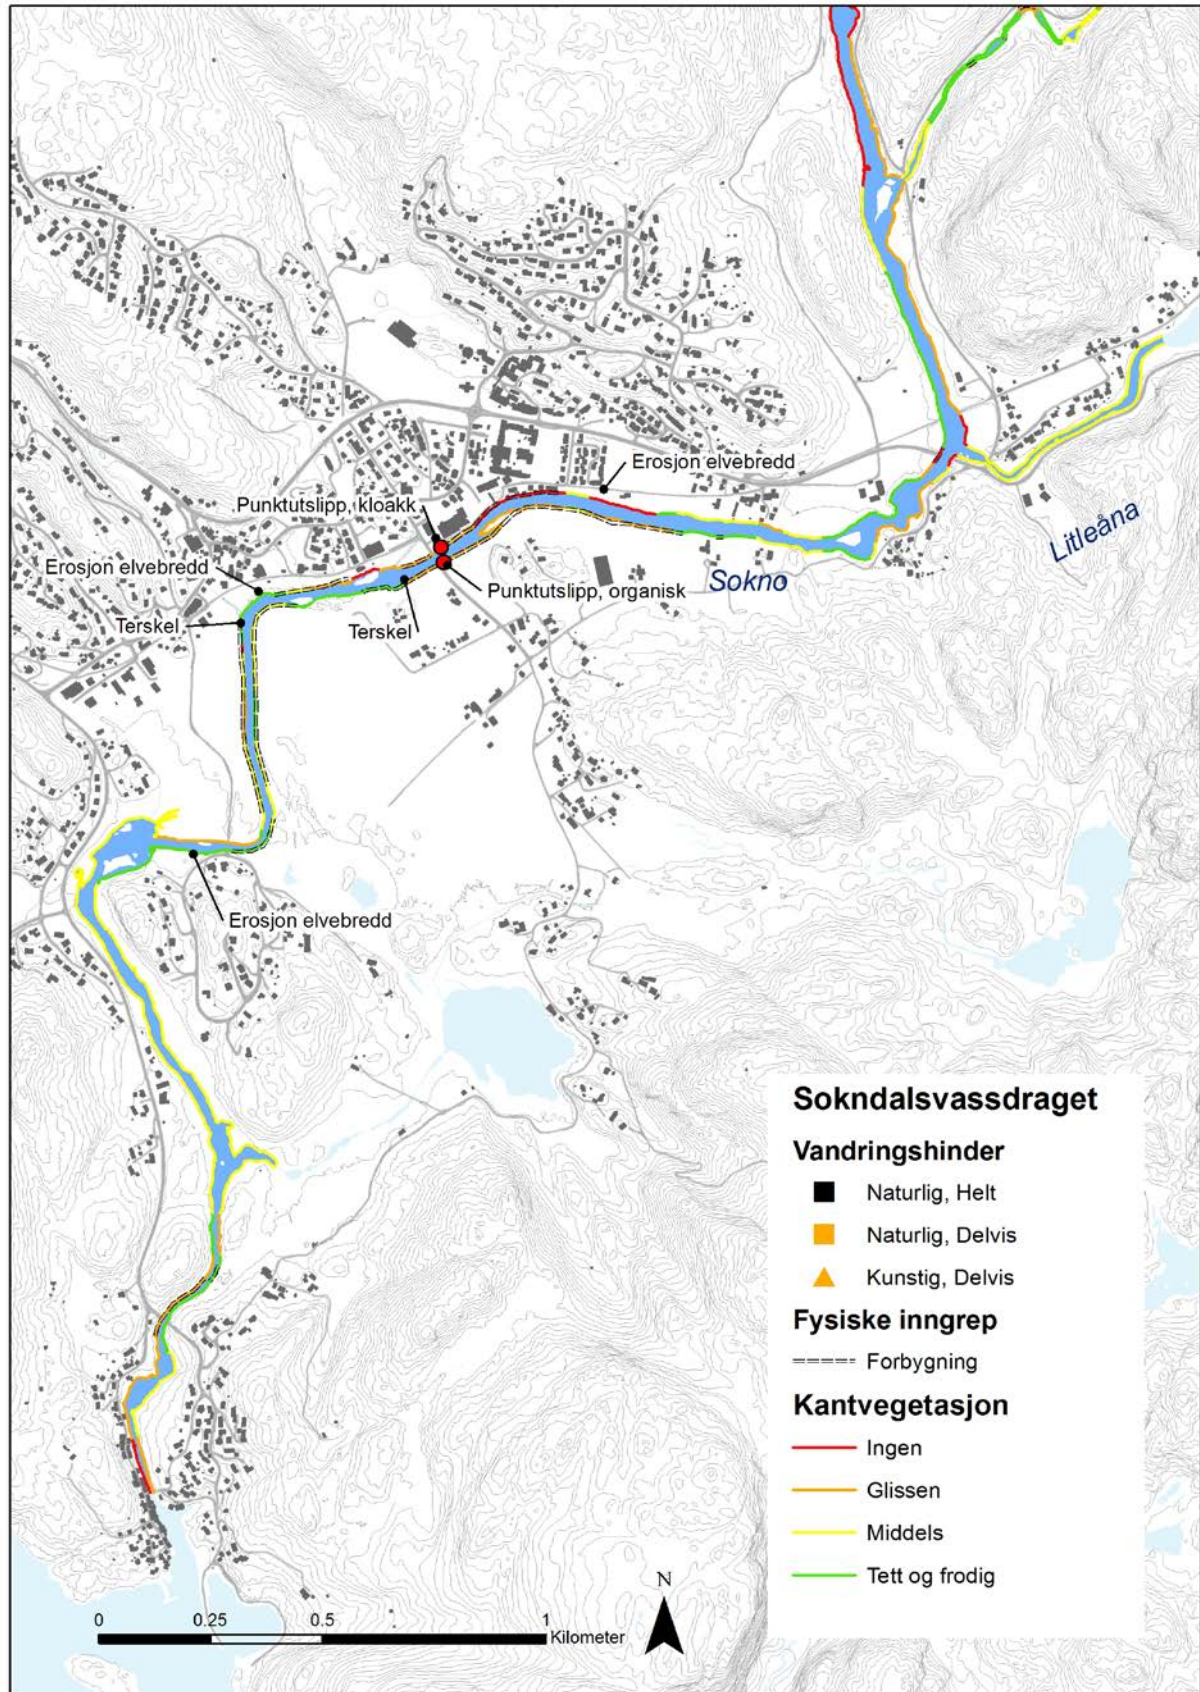 Erosjon elvebredd
Punktutslipp, kloakk
Litleåna
Erosjon elvebredd
Sokno
Punktutslipp, organisk
Terskel
Terskel
Erosjon elvebredd
Sokndalsvassdraget
Vandringshinder
Naturlig, Helt
Naturlig, Delvis
Kunstig, Delvis
Fysiske inngrep
Forbygning
Kantvegetasjon
Ingen
Glissen
Middels
Tett og frodig
N
0 0.25 0.5 1
Kilometer